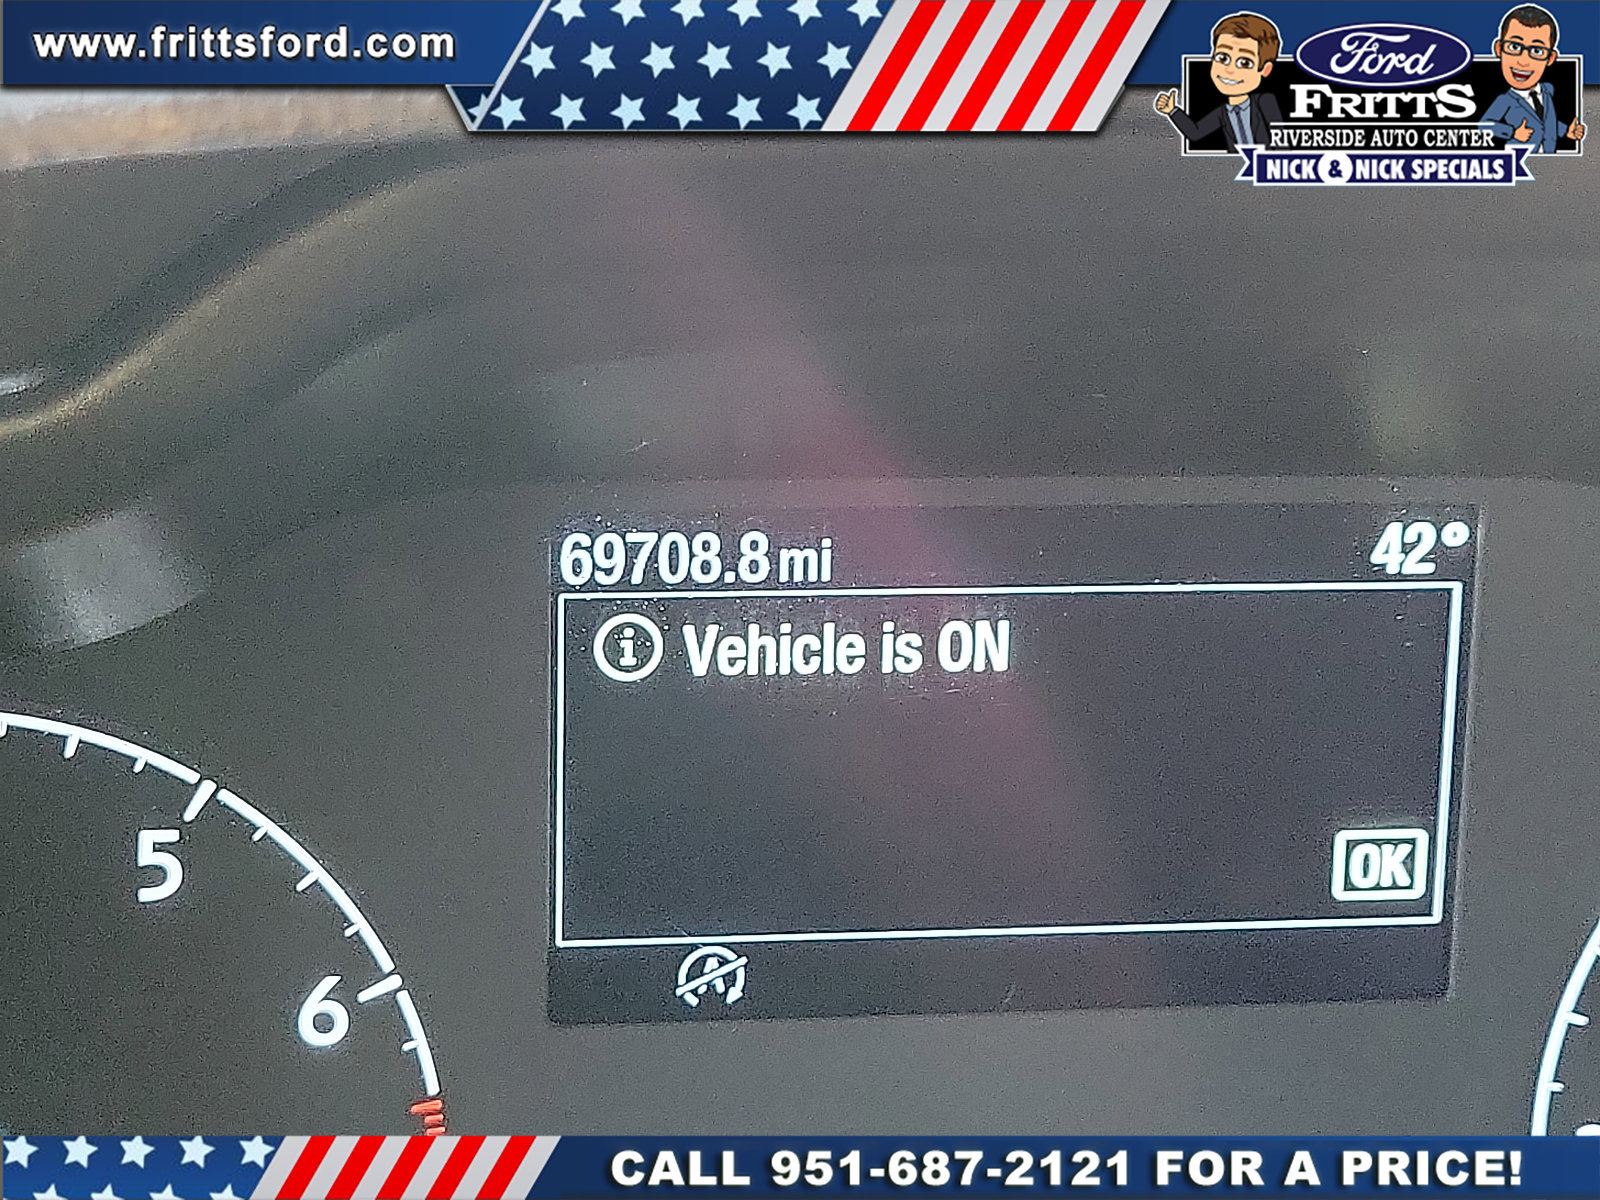 www.frittsford.com
Ford
FRITTS
RIVERSIDE AUTO CENTER
NICK & NICK SPECIALS
69708.8 mi 42°
i Vehicle is ON
OK
A
5
6
CALL 951-687-2121 FOR A PRICE!